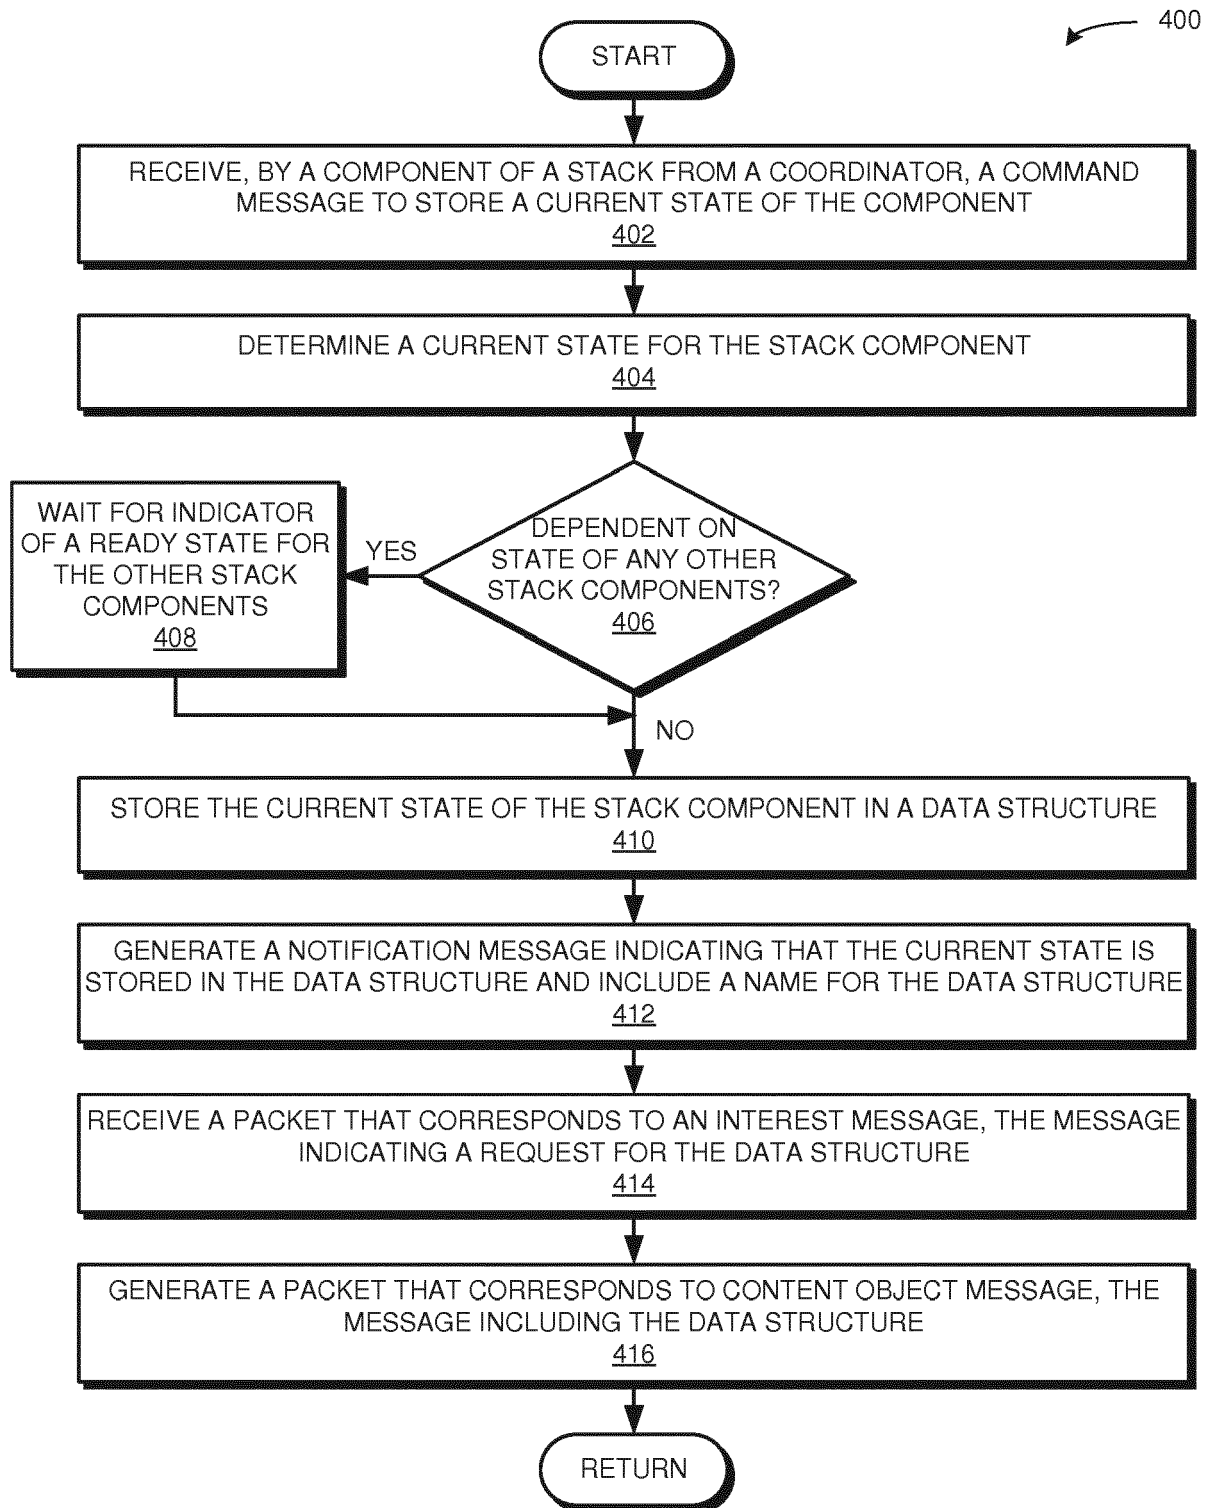 400
START
RECEIVE, BY A COMPONENT OF A STACK FROM A COORDINATOR, A COMMAND
MESSAGE TO STORE A CURRENT STATE OF THE COMPONENT
402
DETERMINE A CURRENT STATE FOR THE STACK COMPONENT
404
DEPENDENT ON
STATE OF ANY OTHER
STACK COMPONENTS?
406
YES
WAIT FOR INDICATOR
OF A READY STATE FOR
THE OTHER STACK
COMPONENTS
408
NO
STORE THE CURRENT STATE OF THE STACK COMPONENT IN A DATA STRUCTURE
410
GENERATE A NOTIFICATION MESSAGE INDICATING THAT THE CURRENT STATE IS
STORED IN THE DATA STRUCTURE AND INCLUDE A NAME FOR THE DATA STRUCTURE
412
RECEIVE A PACKET THAT CORRESPONDS TO AN INTEREST MESSAGE, THE MESSAGE
INDICATING A REQUEST FOR THE DATA STRUCTURE
414
GENERATE A PACKET THAT CORRESPONDS TO CONTENT OBJECT MESSAGE, THE
MESSAGE INCLUDING THE DATA STRUCTURE
416
RETURN